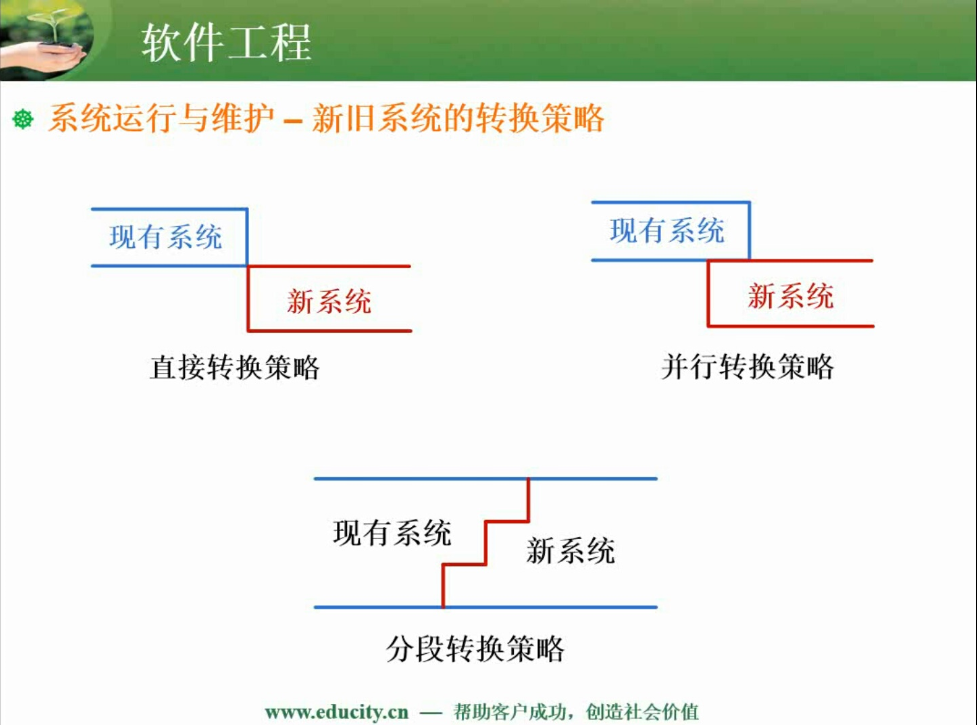 软件工程
系统运行与维护 – 新旧系统的转换策略
现有系统
新系统
直接转换策略
现有系统
新系统
并行转换策略
现有系统
新系统
分段转换策略
www.educity.cn — 帮助客户成功，创造社会价值